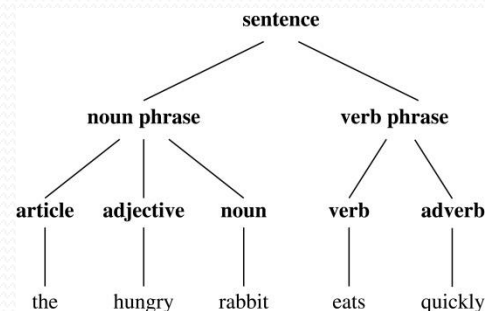 sentence
noun phrase verb phrase
article adjective noun verb adverb
the hungry rabbit eats quickly